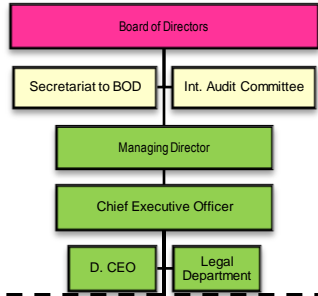 Board of Directors
Secretariat to BOD
Int. Audit Committee
Managing Director
Chief Executive Officer
D. CEO
Legal
Department